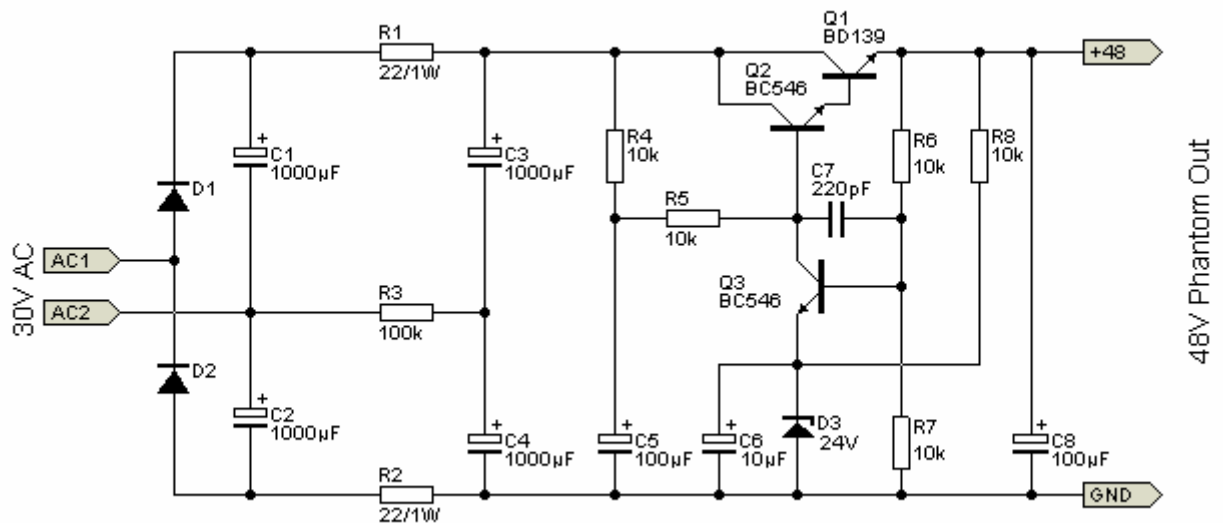 R1
22/1W
Q1
BD139
+48
Q2
BC546
C1
1000µF
C3
1000µF
R4
10k
R6
10k
R8
10k
C7
220pF
D1
R5
10k
30V AC
AC1
AC2
R3
100k
Q3
BC546
48V Phantom Out
D2
C2
1000µF
C4
1000µF
C5
100µF
C6
10µF
D3
24V
R7
10k
C8
100µF
R2
22/1W
GND
+
+
+
+
+
+
+